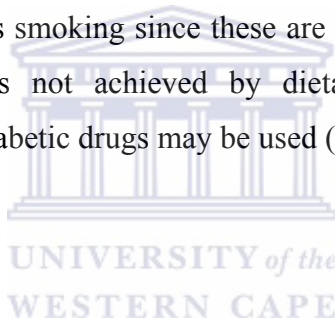 s smoking since these are
s not achieved by dieta
abetic drugs may be used (
UNIVERSITY of the
WESTERN CAPE